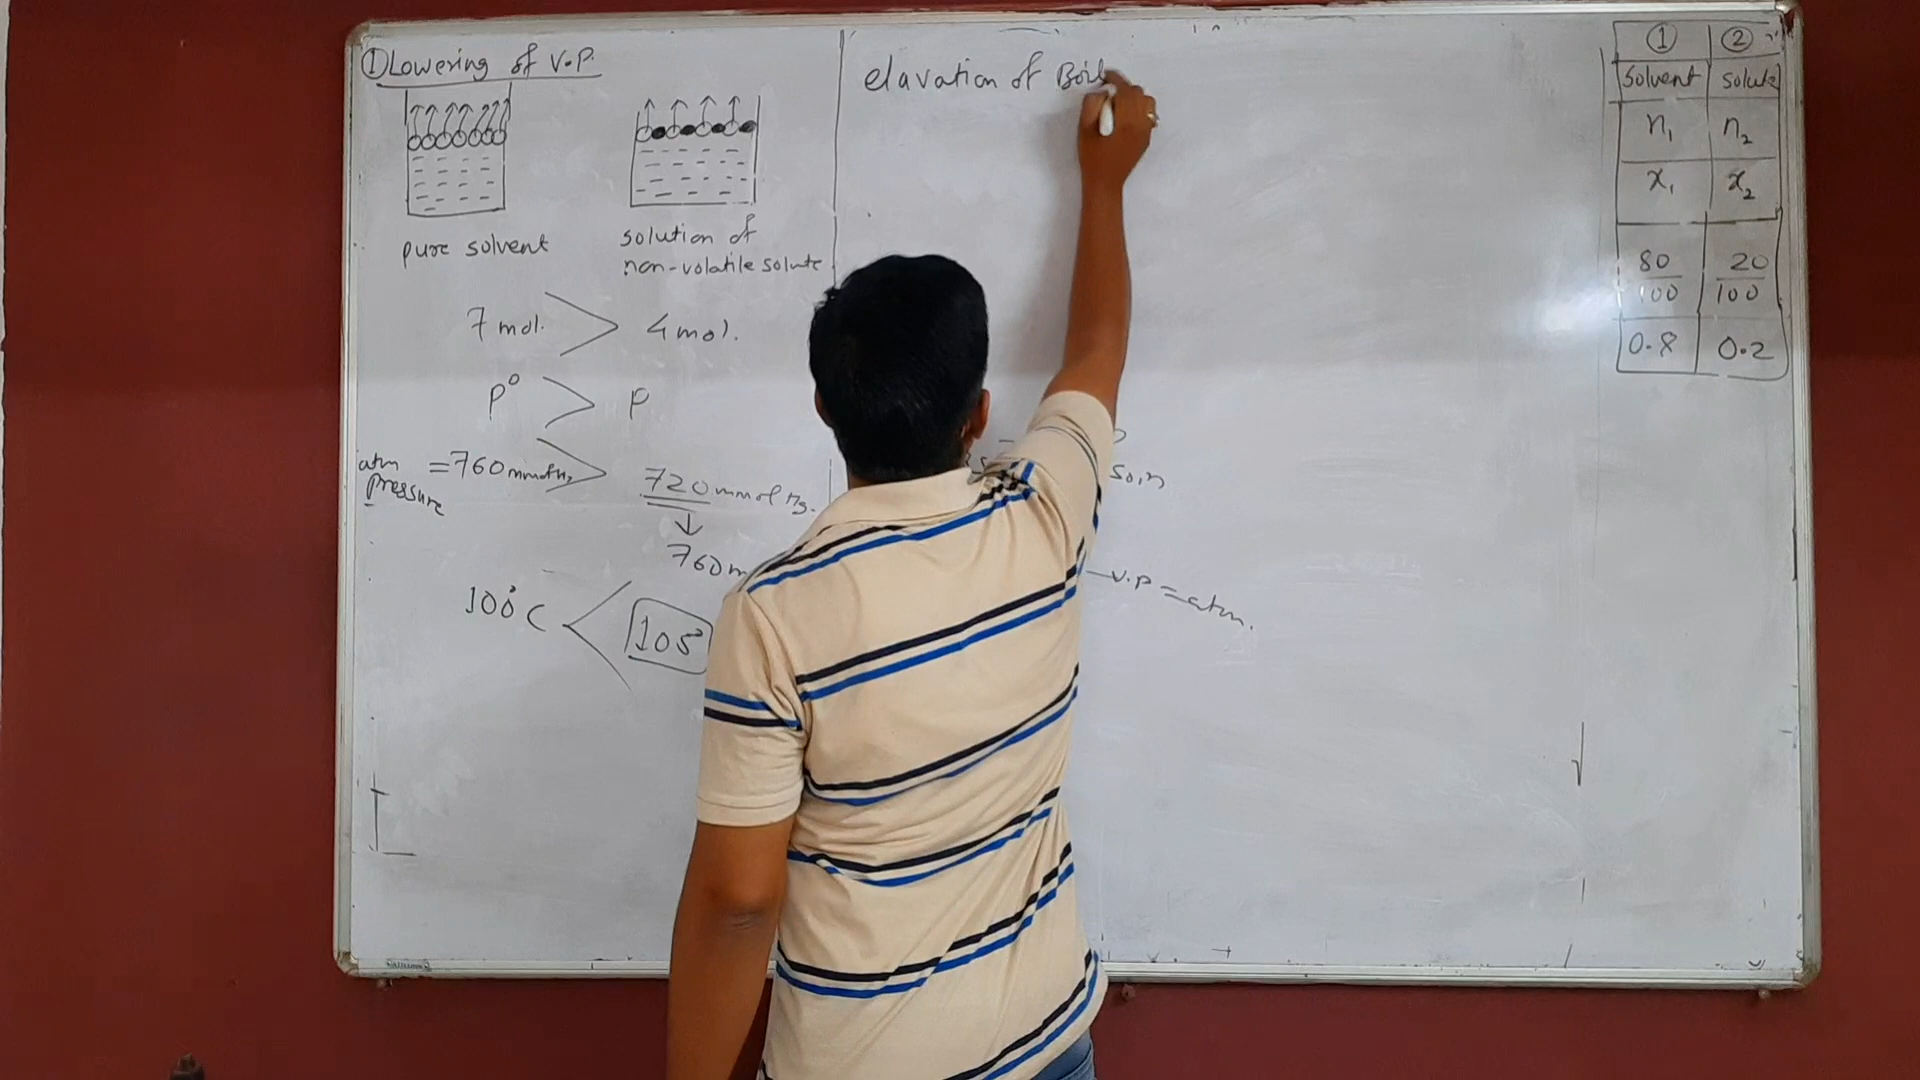 ① Lowering of V.P.
pure solvent
solution of
non-volatile solute
7 mol. > 4 mol.
P° > P
atm
pressure
= 760 mm of Hg > 720 mm of Hg.
↓
760 m
100°C < 105°
elavation of Boil
soln
V.P = atm.
① ②
Solvent solute
n₁ n₂
x₁ x₂
80/100 20/100
0.8 0.2